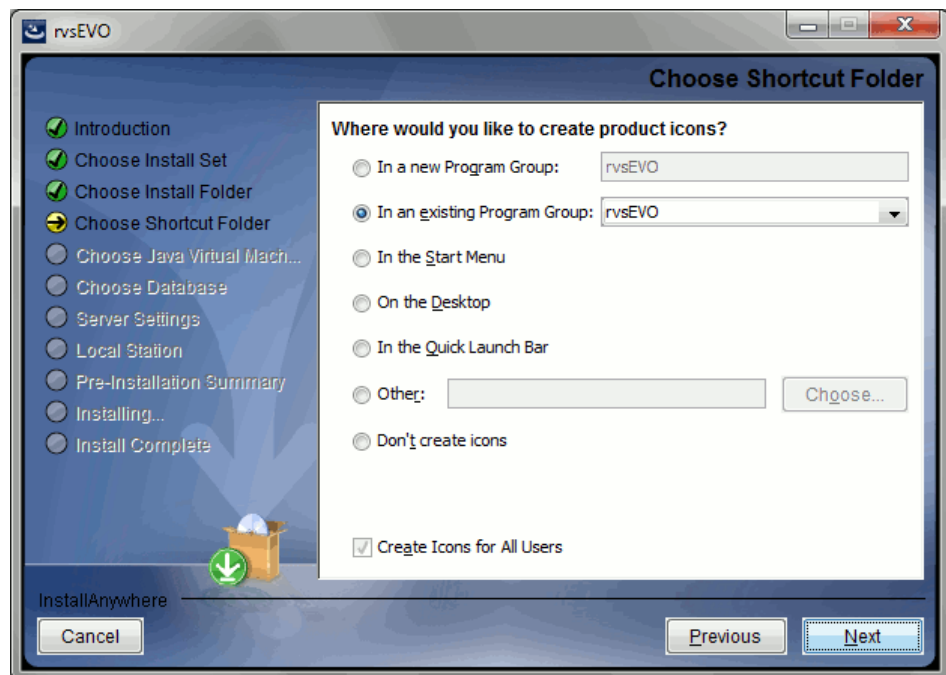 rvsEVO
Choose Shortcut Folder
Introduction
Choose Install Set
Choose Install Folder
Choose Shortcut Folder
Choose Java Virtual Mach...
Choose Database
Server Settings
Local Station
Pre-Installation Summary
Installing...
Install Complete
Where would you like to create product icons?
In a new Program Group: rvsEVO
In an existing Program Group: rvsEVO
In the Start Menu
On the Desktop
In the Quick Launch Bar
Other: Choose...
Don't create icons
Create Icons for All Users
InstallAnywhere
Cancel Previous Next